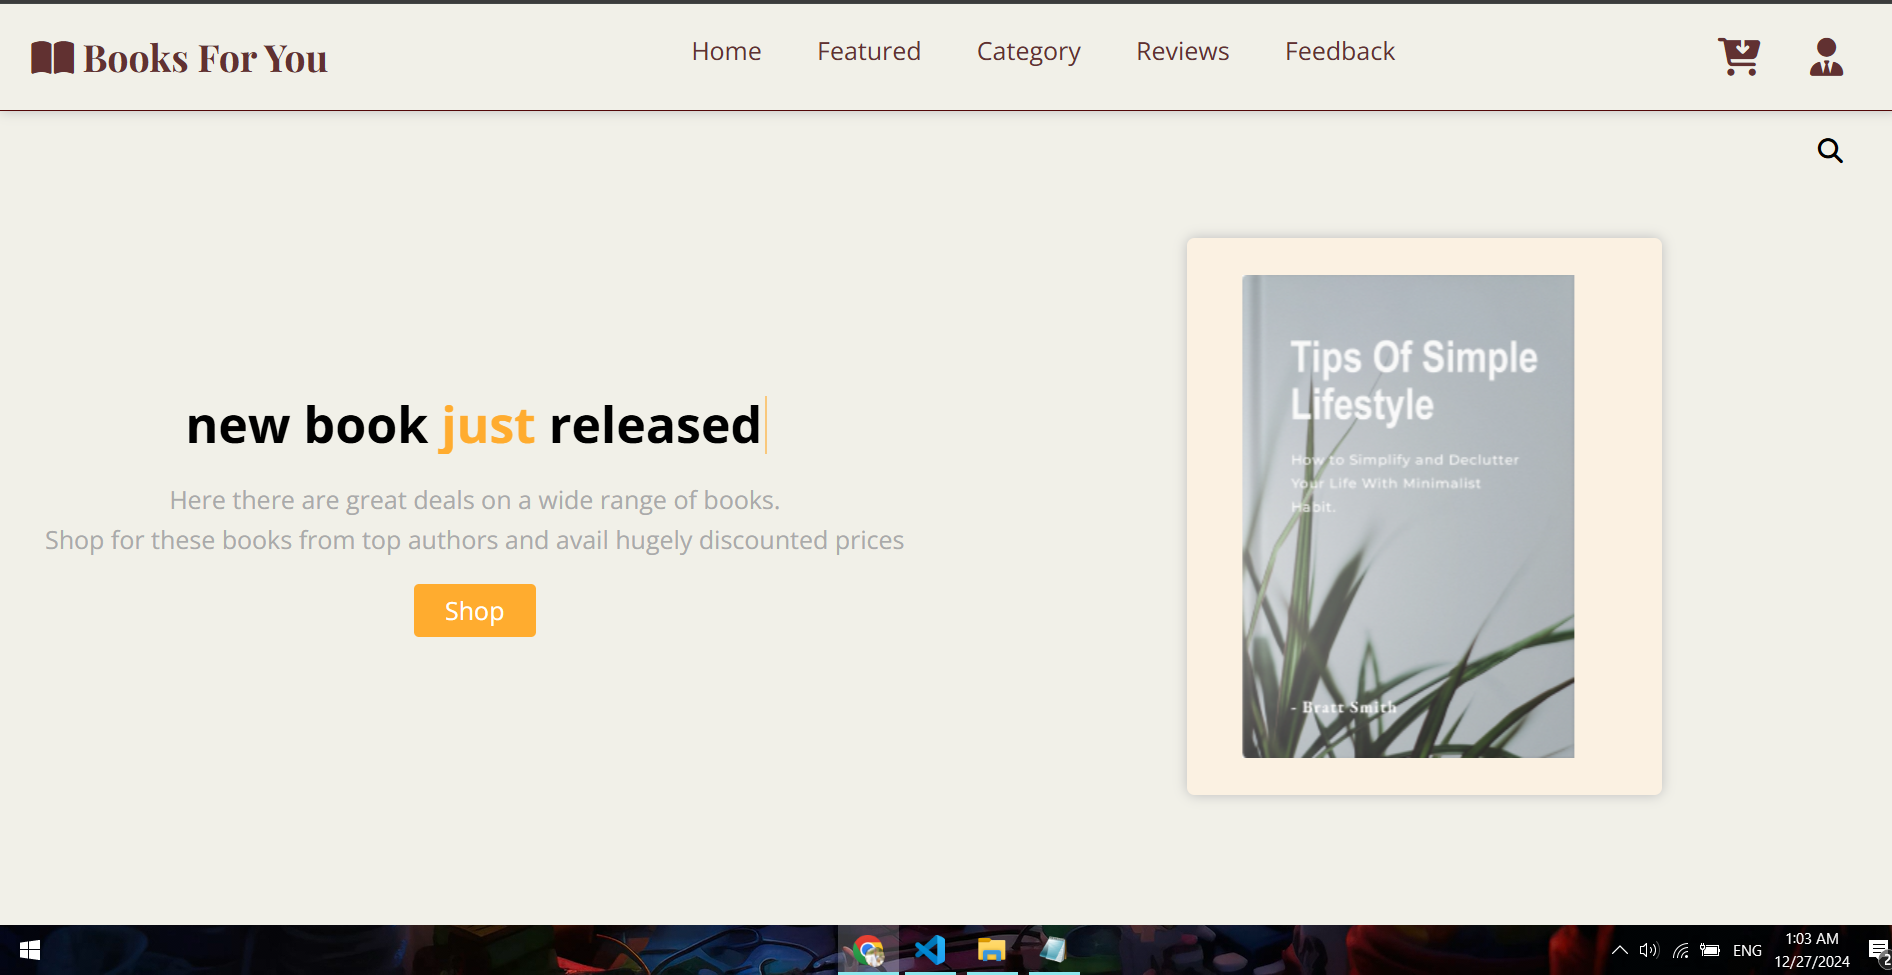 Books For You
Home Featured Category Reviews Feedback
new book just released
Here there are great deals on a wide range of books.
Shop for these books from top authors and avail hugely discounted prices
Shop
Tips Of Simple
Lifestyle
How to Simplify and Declutter
Your Life With Minimalist
Habit.
- Bratt Smith
ENG
1:03 AM
12/27/2024
2